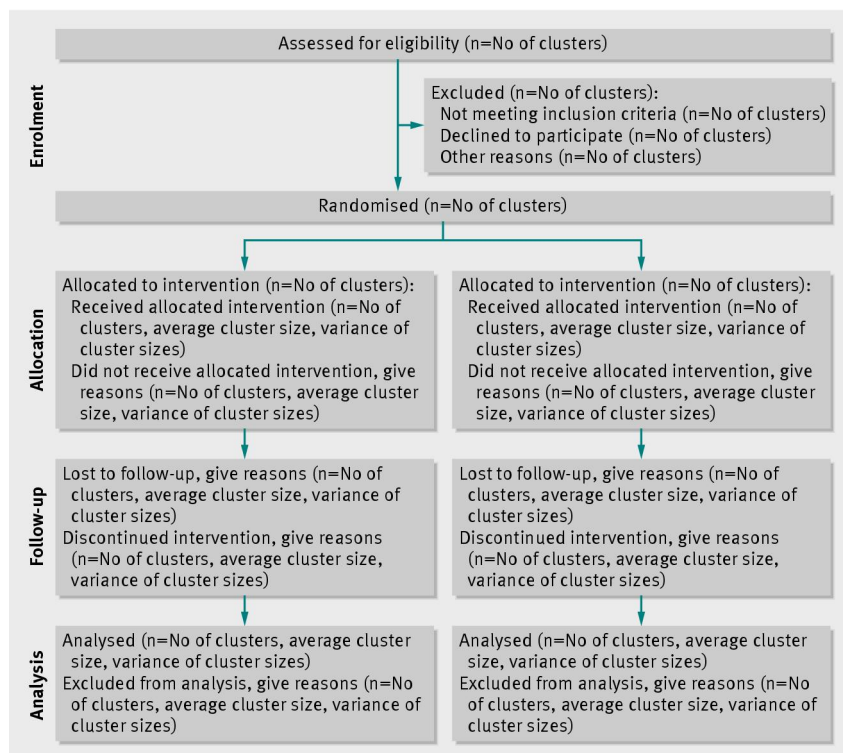 Enrolment
Assessed for eligibility (n=No of clusters)
Excluded (n=No of clusters):
Not meeting inclusion criteria (n=No of clusters)
Declined to participate (n=No of clusters)
Other reasons (n=No of clusters)
Randomised (n=No of clusters)
Allocation
Allocated to intervention (n=No of clusters):
Received allocated intervention (n=No of
clusters, average cluster size, variance of
cluster sizes)
Did not receive allocated intervention, give
reasons (n=No of clusters, average cluster
size, variance of cluster sizes)
Allocated to intervention (n=No of clusters):
Received allocated intervention (n=No of
clusters, average cluster size, variance of
cluster sizes)
Did not receive allocated intervention, give
reasons (n=No of clusters, average cluster
size, variance of cluster sizes)
Follow-up
Lost to follow-up, give reasons (n=No of
clusters, average cluster size, variance of
cluster sizes)
Discontinued intervention, give reasons
(n=No of clusters, average cluster size,
variance of cluster sizes)
Lost to follow-up, give reasons (n=No of
clusters, average cluster size, variance of
cluster sizes)
Discontinued intervention, give reasons
(n=No of clusters, average cluster size,
variance of cluster sizes)
Analysis
Analysed (n=No of clusters, average cluster
size, variance of cluster sizes)
Excluded from analysis, give reasons (n=No
of clusters, average cluster size, variance of
cluster sizes)
Analysed (n=No of clusters, average cluster
size, variance of cluster sizes)
Excluded from analysis, give reasons (n=No
of clusters, average cluster size, variance of
cluster sizes)